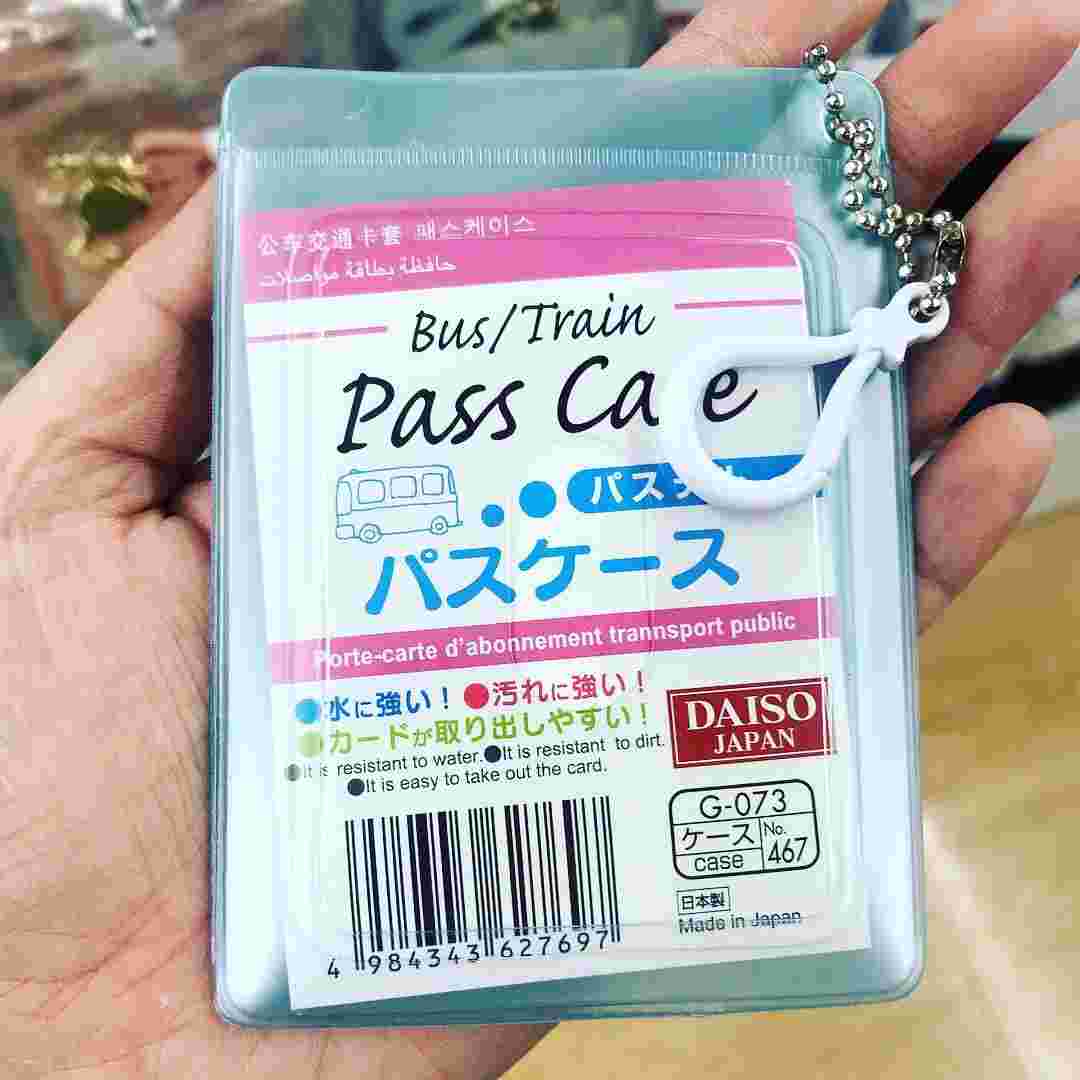 公车交通卡套 패스케이스
حافظة بطاقة مواصلات
Bus/Train
Pass Ca e
パス
パスケース
Porte-carte d'abonnement transnsport public
●水に強い! ●汚れに強い!
●カードが取り出しやすい!
●It is resistant to water. ●It is resistant to dirt.
●It is easy to take out the card.
DAISO
JAPAN
G-073
ケース No.
case 467
日本製
Made in Japan
4 984343 627697